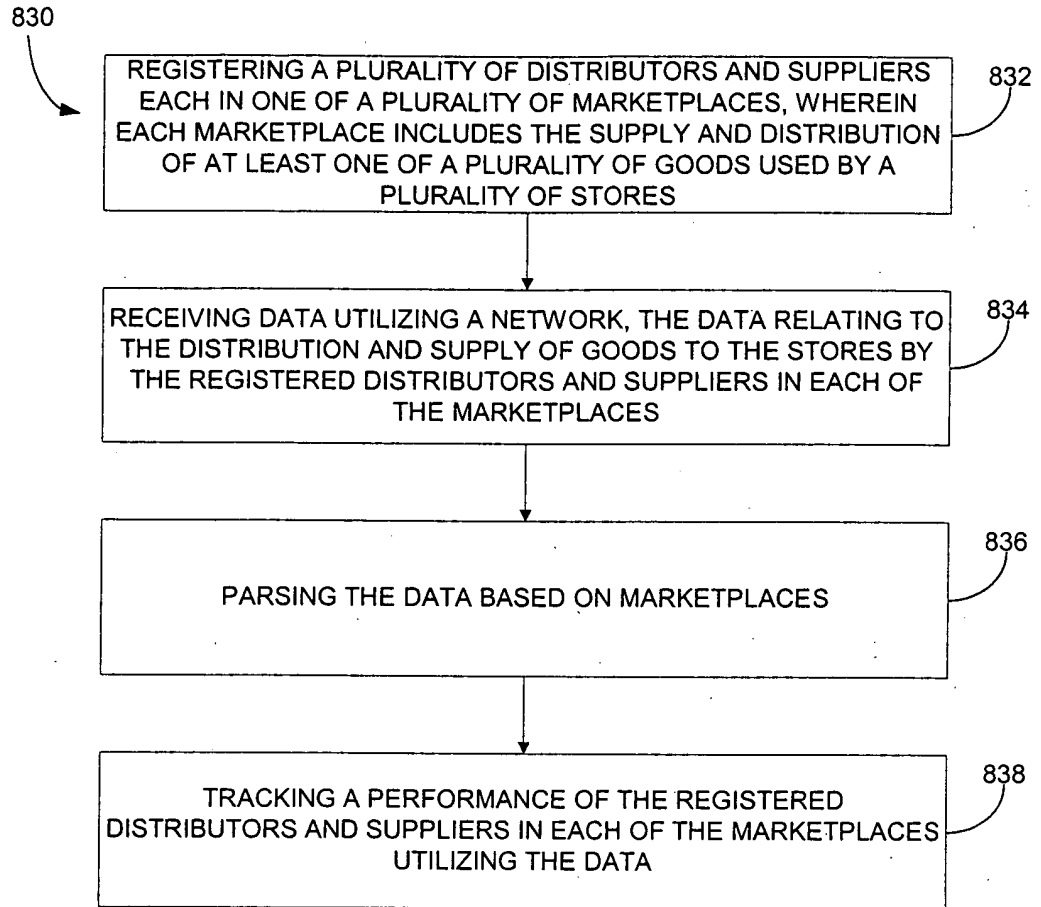 830
REGISTERING A PLURALITY OF DISTRIBUTORS AND SUPPLIERS
EACH IN ONE OF A PLURALITY OF MARKETPLACES, WHEREIN
EACH MARKETPLACE INCLUDES THE SUPPLY AND DISTRIBUTION
OF AT LEAST ONE OF A PLURALITY OF GOODS USED BY A
PLURALITY OF STORES
832
RECEIVING DATA UTILIZING A NETWORK, THE DATA RELATING TO
THE DISTRIBUTION AND SUPPLY OF GOODS TO THE STORES BY
THE REGISTERED DISTRIBUTORS AND SUPPLIERS IN EACH OF
THE MARKETPLACES
834
PARSING THE DATA BASED ON MARKETPLACES
836
TRACKING A PERFORMANCE OF THE REGISTERED
DISTRIBUTORS AND SUPPLIERS IN EACH OF THE MARKETPLACES
UTILIZING THE DATA
838